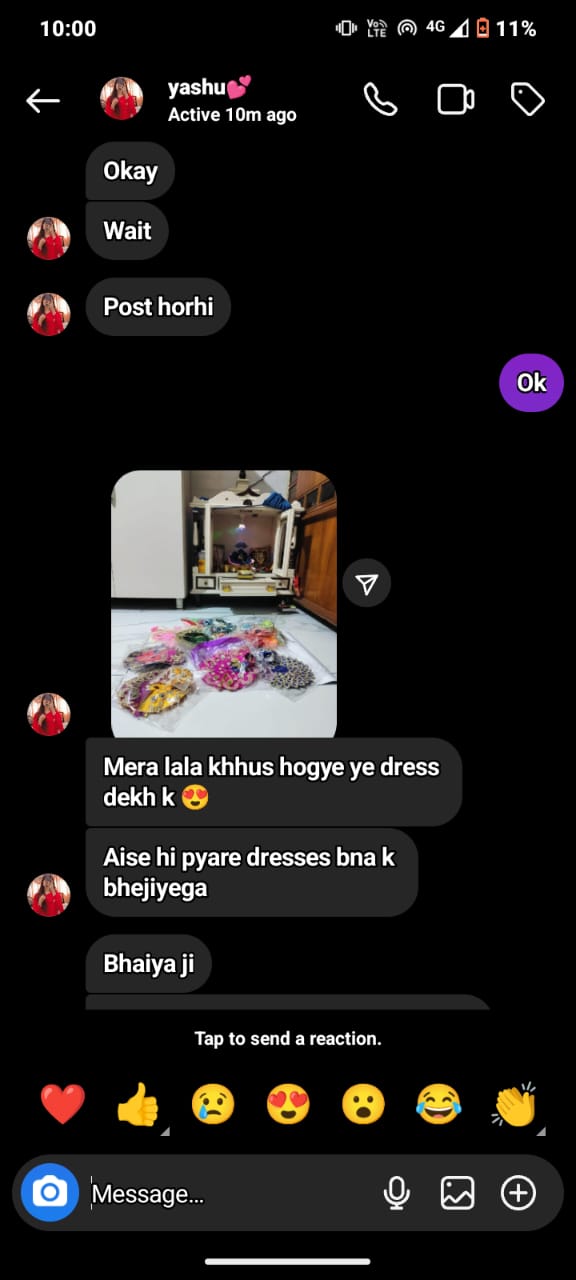 10:00
Vo) LTE
4G
11%
yashu💕
Active 10m ago
Okay
Wait
Post horhi
Ok
Mera lala khhus hogye ye dress
dekh k 😍
Aise hi pyare dresses bna k
bhejiyega
Bhaiya ji
Tap to send a reaction.
Message...